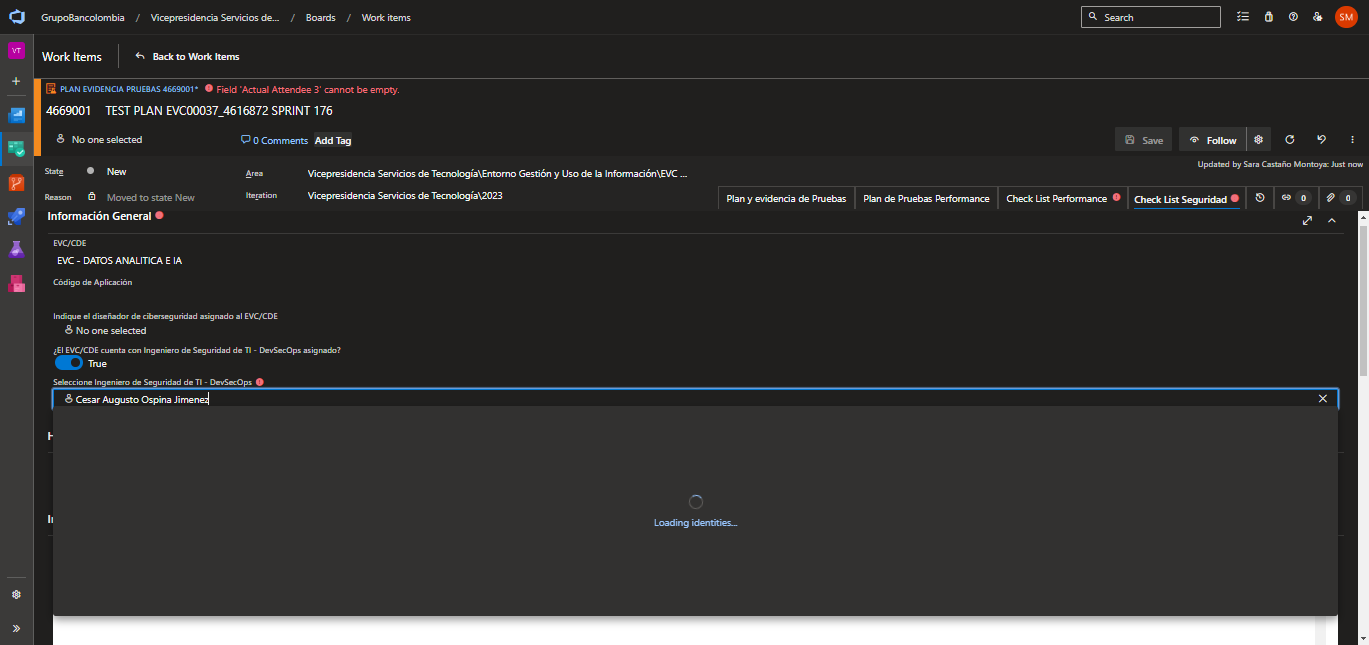 GrupoBancolombia / Vicepresidencia Servicios de... / Boards / Work items
Search
SM
VT
Work Items
Back to Work Items
PLAN EVIDENCIA PRUEBAS 4669001* Field 'Actual Attendee 3' cannot be empty.
4669001 TEST PLAN EVC00037_4616872 SPRINT 176
No one selected
0 Comments
Add Tag
Save
Follow
State
New
Area
Vicepresidencia Servicios de Tecnología\Entorno Gestión y Uso de la Información\EVC ...
Updated by Sara Castaño Montoya: Just now
Reason
Moved to state New
Iteration
Vicepresidencia Servicios de Tecnología\2023
Plan y evidencia de Pruebas
Plan de Pruebas Performance
Check List Performance
Check List Seguridad
0
0
Información General
EVC/CDE
EVC - DATOS ANALITICA E IA
Código de Aplicación
Indique el diseñador de ciberseguridad asignado al EVC/CDE
No one selected
¿El EVC/CDE cuenta con Ingeniero de Seguridad de TI - DevSecOps asignado?
True
Seleccione Ingeniero de Seguridad de TI - DevSecOps
Cesar Augusto Ospina Jimenez
Loading identities...